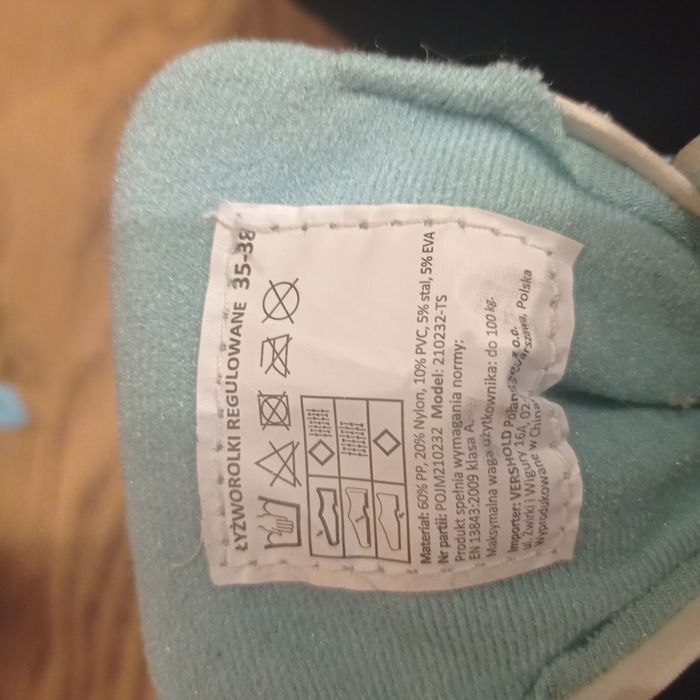 ŁYŻWOROLKI REGULOWANE 35-38
Materiał: 60% PP, 20% Nylon, 10% PVC, 5% stal, 5% EVA
Nr partii: POJM210232 Model: 210232-TS
Produkt spełnia wymagania normy:
EN 13843:2009 klasa A.
Maksymalna waga użytkownika: do 100 kg.
Importer: VERSHOLD Poland z o.o.
ul. Żwirki i Wigury 16A, 02- Warszawa, Polska
Wyprodukowane w Chinach